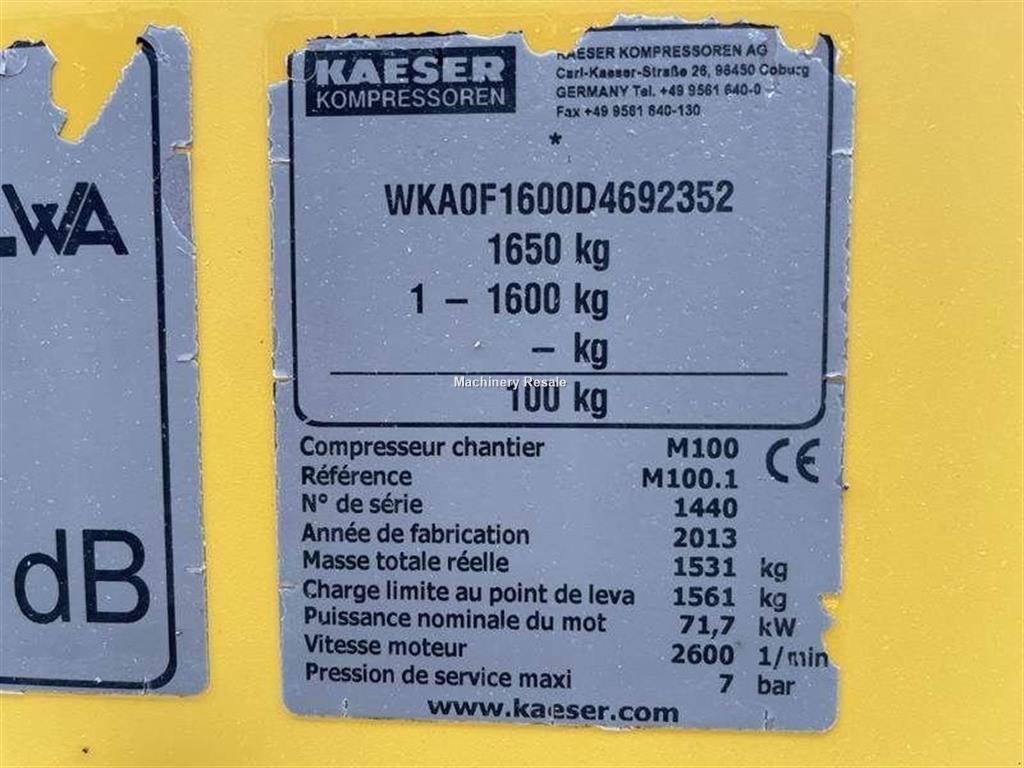 KAESER
KOMPRESSOREN
KAESER KOMPRESSOREN AG
Carl-Kaeser-Straße 26, 96450 Coburg
GERMANY Tel. +49 9561 640-0
Fax +49 9561 640-130
*
WKA0F1600D4692352
1650 kg
1 – 1600 kg
– kg
100 kg
Machinery Resale
Compresseur chantier M100 CE
Référence M100.1
N° de série 1440
Année de fabrication 2013
Masse totale réelle 1531 kg
Charge limite au point de leva 1561 kg
Puissance nominale du mot 71,7 kW
Vitesse moteur 2600 1/min
Pression de service maxi 7 bar
www.kaeser.com
LWA
dB